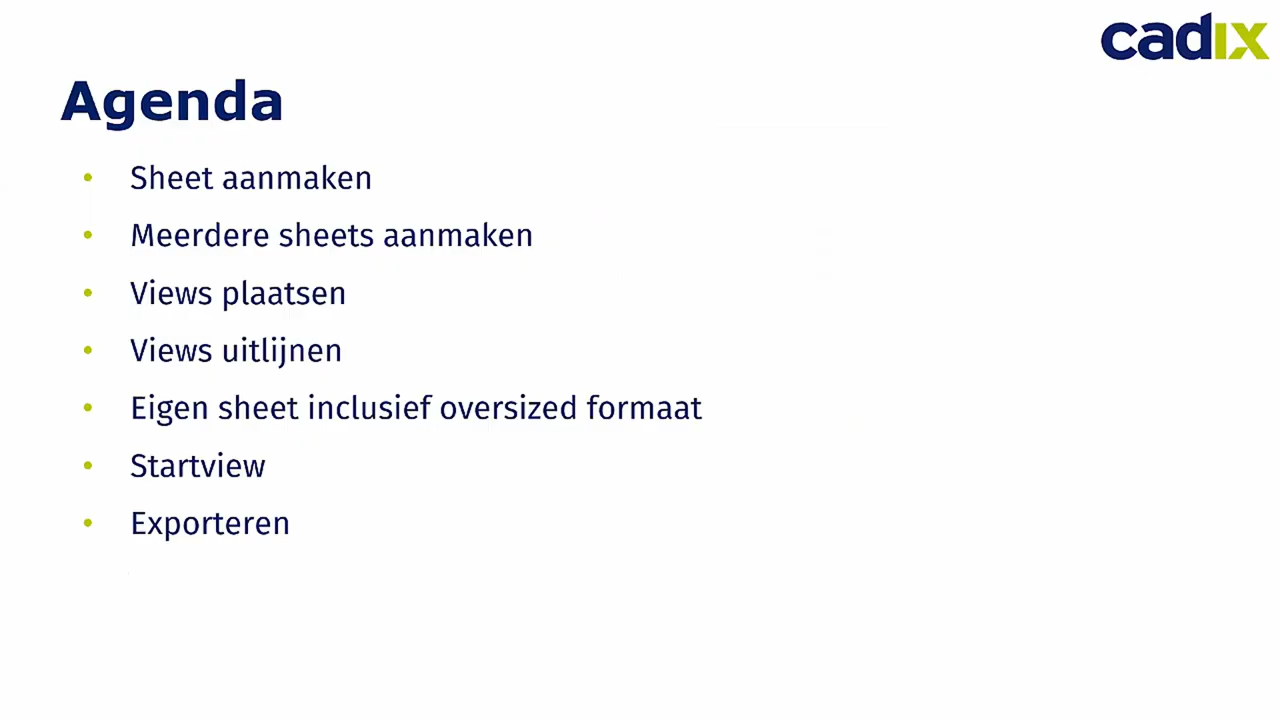 cadix
Agenda
• Sheet aanmaken
• Meerdere sheets aanmaken
• Views plaatsen
• Views uitlijnen
• Eigen sheet inclusief oversized formaat
• Startview
• Exporteren